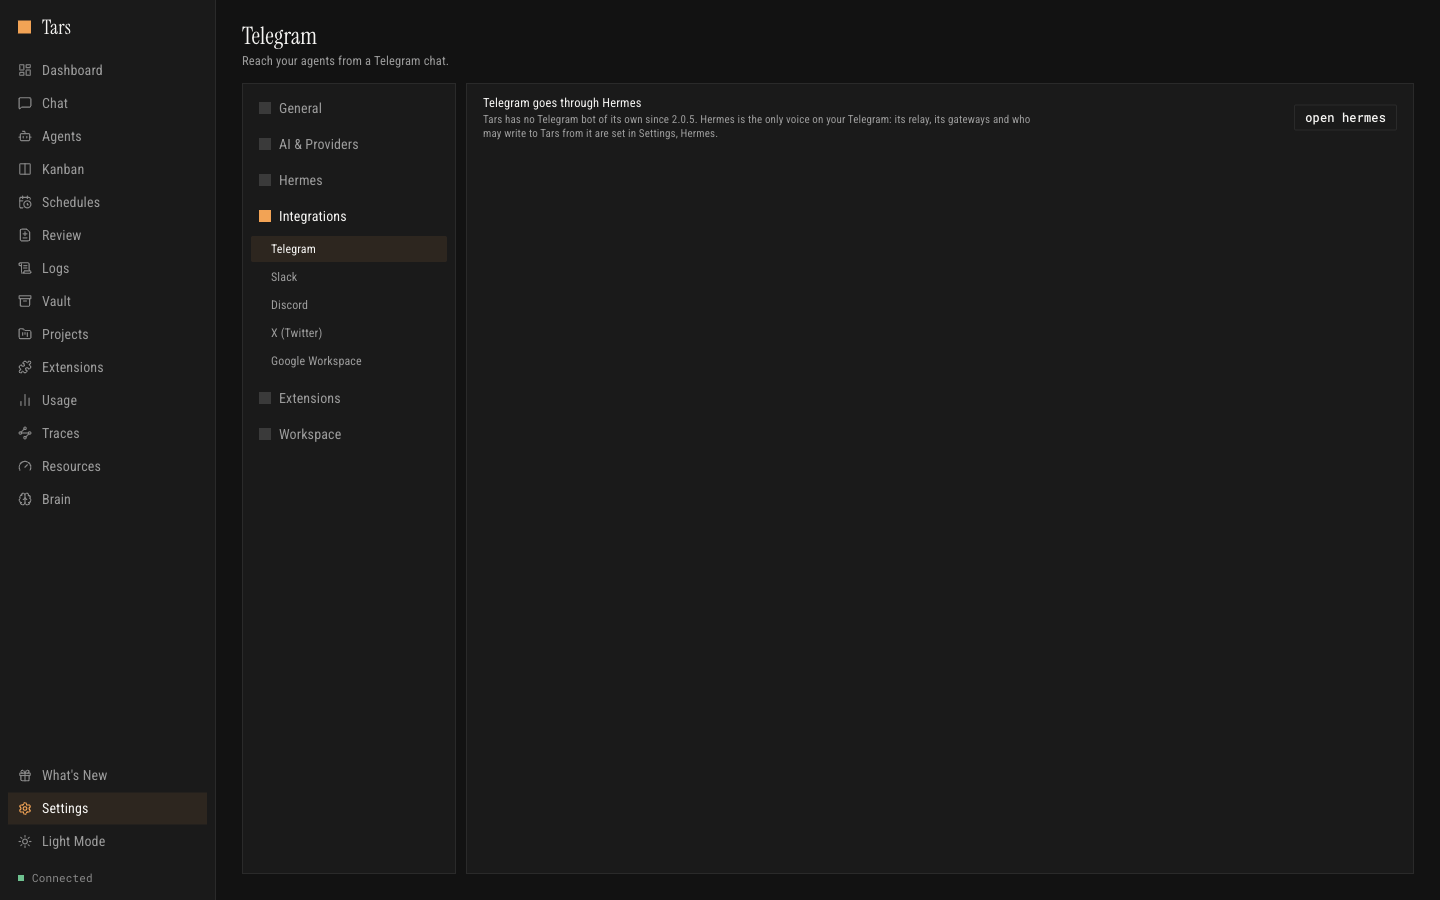 Tars
Dashboard
Chat
Agents
Kanban
Schedules
Review
Logs
Vault
Projects
Extensions
Usage
Traces
Resources
Brain
What's New
Settings
Light Mode
Connected
Telegram
Reach your agents from a Telegram chat.
General
AI & Providers
Hermes
Integrations
Telegram
Slack
Discord
X (Twitter)
Google Workspace
Extensions
Workspace
Telegram goes through Hermes
Tars has no Telegram bot of its own since 2.0.5. Hermes is the only voice on your Telegram: its relay, its gateways and who
may write to Tars from it are set in Settings, Hermes.
open hermes